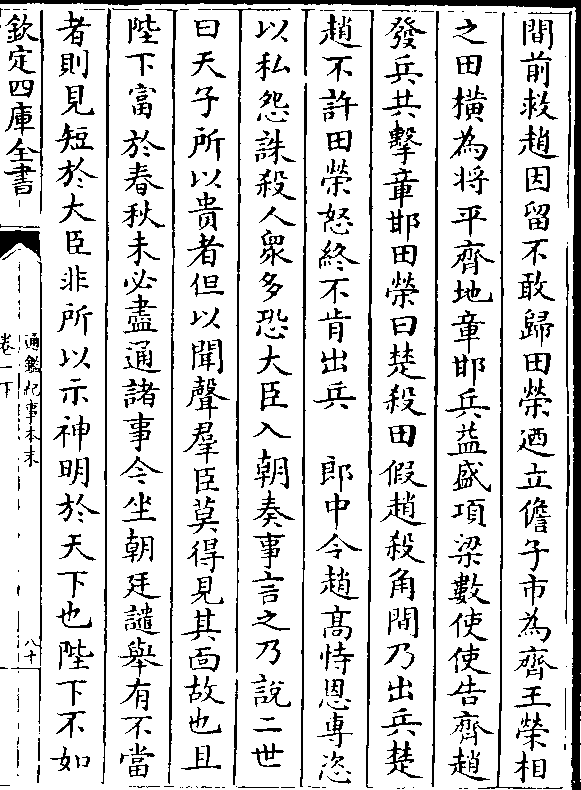 間前救趙因留不敢歸田榮迺立儋子市為齊王榮相
之田横為将平齊地章邯兵益盛項梁數使使告齊趙
發兵共擊章邯田榮曰楚殺田假趙殺角間乃出兵楚
趙不許田榮怒終不肯出兵　郎中令趙髙恃恩專恣
以私怨誅殺人衆多恐大臣入朝奏事言之乃說二世
曰天子所以貴者但以聞聲羣臣莫得見其面故也且
陛下富於春秋未必盡通諸事今坐朝廷譴舉有不當
者則見短於大臣非所以示神明於天下也陛下不如
欽定四庫全書
通鑑紀事本末
卷一下
八十